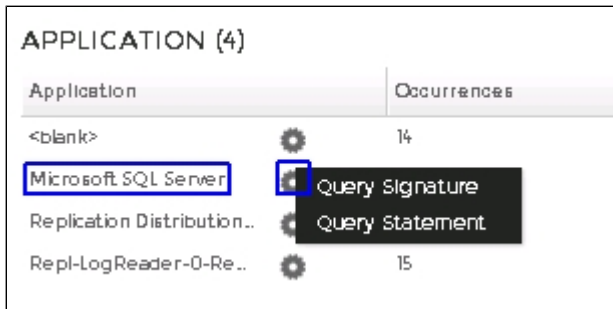 APPLICATION (4)
Application Occurrences
<blank> 14
Microsoft SQL Server Query Signature
Replication Distribution... Query Statement
Repl-LogReader-0-Re... 15